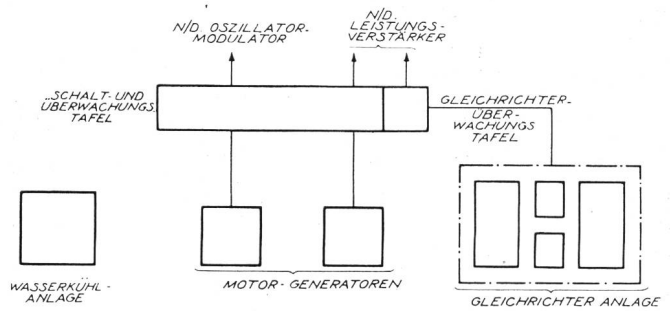 N/D. OSZILLATOR-
MODULATOR
N/D.
LEISTUNGS-
VERSTÄRKER
SCHALT- UND
ÜBERWACHUNGS.
TAFEL
GLEICHRICHTER-
ÜBER-
WACHUNGS
TAFEL
WASSERKÜHL-
ANLAGE
MOTOR-GENERATOREN
GLEICHRICHTER ANLAGE